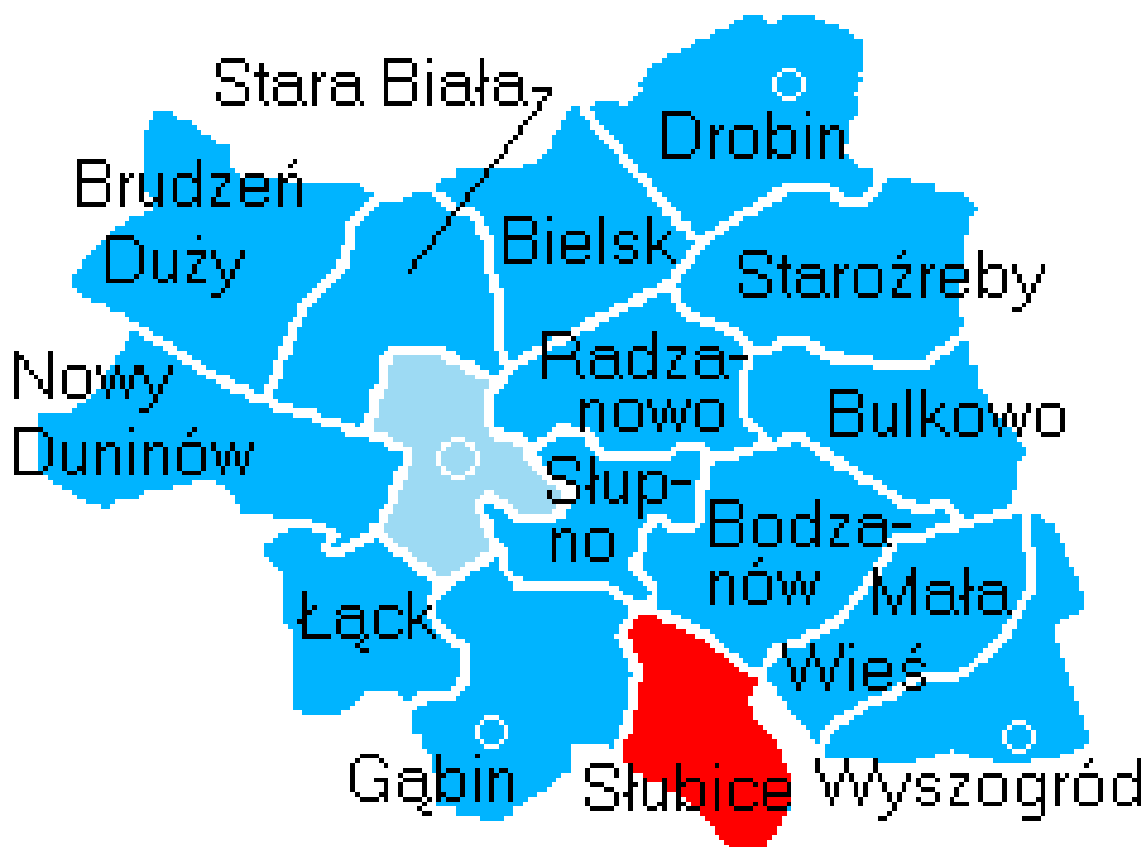 Stara Biała
Drobin
Brudzeń
Duży
Bielsk
Staroźreby
Nowy
Duninów
Radza-
nowo
Bulkowo
Słup-
no
Bodza-
nów
Mała
Wieś
Łąck
Gąbin
Słubice
Wyszogród